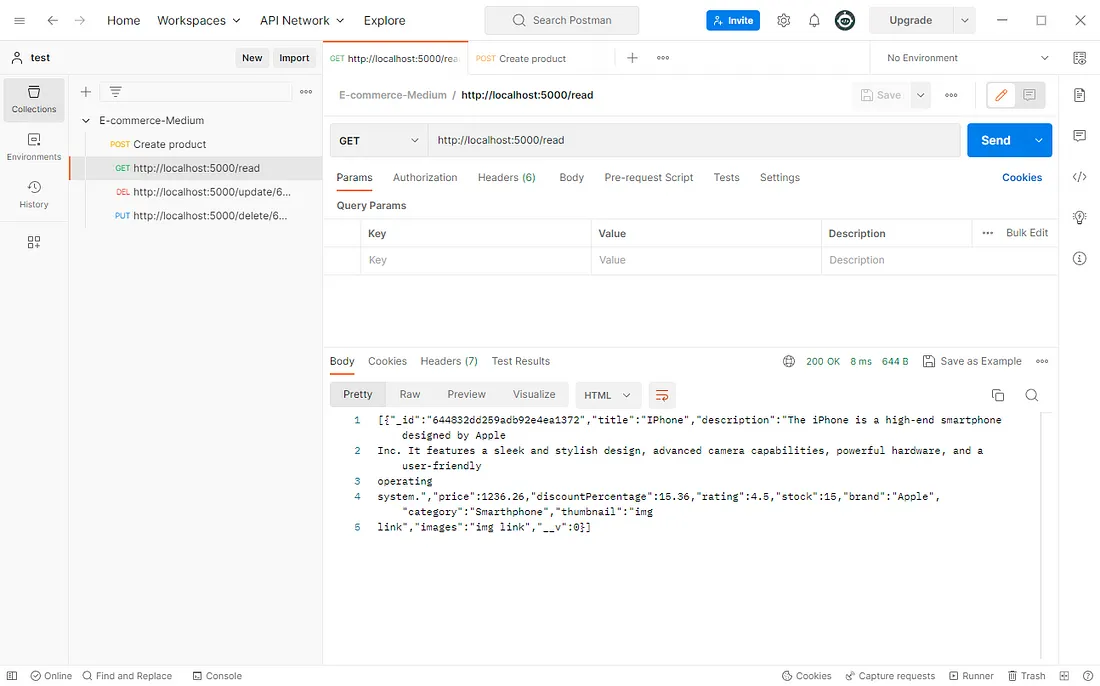 Home Workspaces API Network Explore Search Postman Invite Upgrade
test New Import GET http://localhost:5000/rea POST Create product No Environment
Collections
E-commerce-Medium / http://localhost:5000/read Save
E-commerce-Medium
POST Create product
GET http://localhost:5000/read
DEL http://localhost:5000/update/6...
PUT http://localhost:5000/delete/6...
Environments
History
GET http://localhost:5000/read Send
Params Authorization Headers (6) Body Pre-request Script Tests Settings Cookies
Query Params
Key Value Description Bulk Edit
Key Value Description
Body Cookies Headers (7) Test Results 200 OK 8 ms 644 B Save as Example
Pretty Raw Preview Visualize HTML
1 [{"_id":"644832dd259adb92e4ea1372","title":"IPhone","description":"The iPhone is a high-end smartphone
designed by Apple
2 Inc. It features a sleek and stylish design, advanced camera capabilities, powerful hardware, and a
user-friendly
3 operating
4 system.","price":1236.26,"discountPercentage":15.36,"rating":4.5,"stock":15,"brand":"Apple",
"category":"Smarthphone","thumbnail":"img
5 link","images":"img link","__v":0}]
Online Find and Replace Console Cookies Capture requests Runner Trash